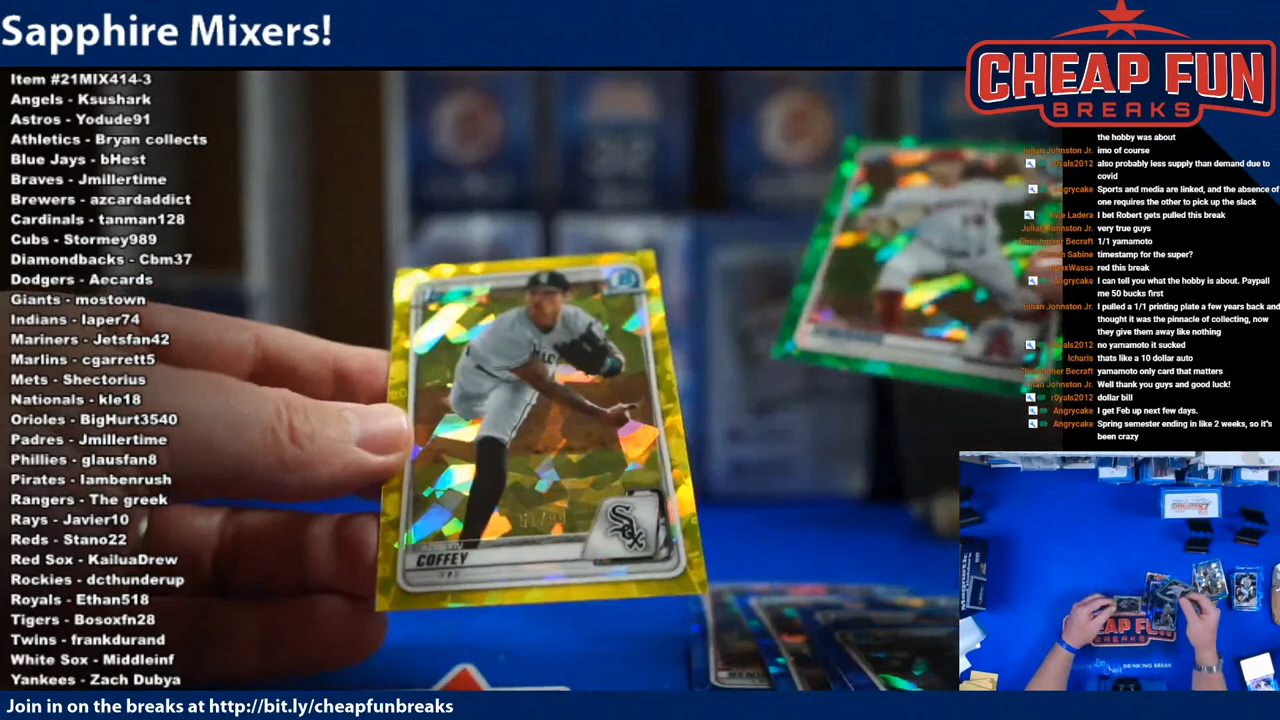 Sapphire Mixers!
Item #21MIX414-3
Angels - Ksushark
Astros - Yodude91
Athletics - Bryan collects
Blue Jays - bHest
Braves - Jmillertime
Brewers - azcardaddict
Cardinals - tanman128
Cubs - Stormey989
Diamondbacks - Cbm37
Dodgers - Aecards
Giants - mostown
Indians - laper74
Mariners - Jetsfan42
Marlins - cgarrett5
Mets - Shectorius
Nationals - kle18
Orioles - BigHurt3540
Padres - Jmillertime
Phillies - glausfan8
Pirates - Iambenrush
Rangers - The greek
Rays - Javier10
Reds - Stano22
Red Sox - KailuaDrew
Rockies - dcthunderup
Royals - Ethan518
Tigers - Bosoxfn28
Twins - frankdurand
White Sox - Middleinf
Yankees - Zach Dubya
Join in on the breaks at http://bit.ly/cheapfunbreaks
COFFEY
Sox
CHEAP FUN
BREAKS
the hobby was about
Julian Johnston Jr. imo of course
r0yals2012 also probably less supply than demand due to
covid
Angrycake Sports and media are linked, and the absence of
one requires the other to pick up the slack
Kyle Ladera I bet Robert gets pulled this break
Julian Johnston Jr. very true guys
Christopher Becraft 1/1 yamamoto
Sabine timestamp for the super?
red this break
Angrycake I can tell you what the hobby is about. Paypall
me 50 bucks first
Julian Johnston Jr. I pulled a 1/1 printing plate a few years back and
thought it was the pinnacle of collecting, now
they give them away like nothing
r0yals2012 no yamamoto it sucked
Icharis thats like a 10 dollar auto
Christopher Becraft yamamoto only card that matters
Julian Johnston Jr. Well thank you guys and good luck!
r0yals2012 dollar bill
Angrycake I get Feb up next few days.
Angrycake Spring semester ending in like 2 weeks, so it"s
been crazy
CHEAP FUN
BREAKS
DRINKING BREAK